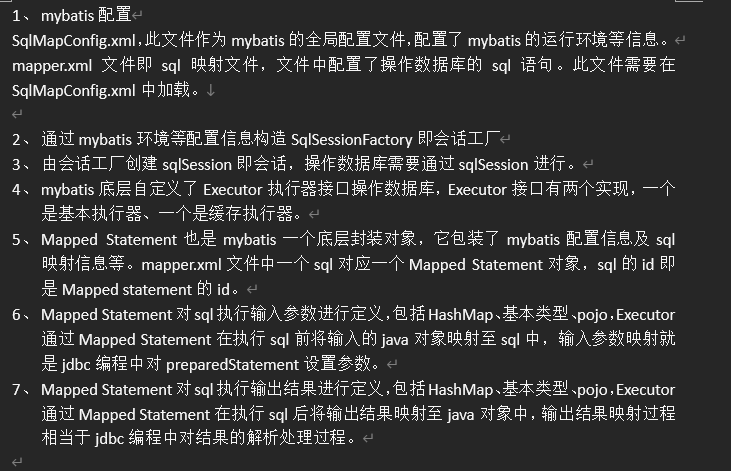 1、mybatis 配置
SqlMapConfig.xml，此文件作为 mybatis 的全局配置文件，配置了 mybatis 的运行环境等信息。
mapper.xml 文件即 sql 映射文件，文件中配置了操作数据库的 sql 语句。此文件需要在
SqlMapConfig.xml 中加载。
2、通过 mybatis 环境等配置信息构造 SqlSessionFactory 即会话工厂
3、由会话工厂创建 sqlSession 即会话，操作数据库需要通过 sqlSession 进行。
4、mybatis 底层自定义了 Executor 执行器接口操作数据库，Executor 接口有两个实现，一个
是基本执行器、一个是缓存执行器。
5、Mapped Statement 也是 mybatis 一个底层封装对象，它包装了 mybatis 配置信息及 sql
映射信息等。mapper.xml 文件中一个 sql 对应一个 Mapped Statement 对象，sql 的 id 即
是 Mapped statement 的 id。
6、Mapped Statement 对 sql 执行输入参数进行定义，包括 HashMap、基本类型、pojo，Executor
通过 Mapped Statement 在执行 sql 前将输入的 java 对象映射至 sql 中，输入参数映射就
是 jdbc 编程中对 preparedStatement 设置参数。
7、Mapped Statement 对 sql 执行输出结果进行定义，包括 HashMap、基本类型、pojo，Executor
通过 Mapped Statement 在执行 sql 后将输出结果映射至 java 对象中，输出结果映射过程
相当于 jdbc 编程中对结果的解析处理过程。